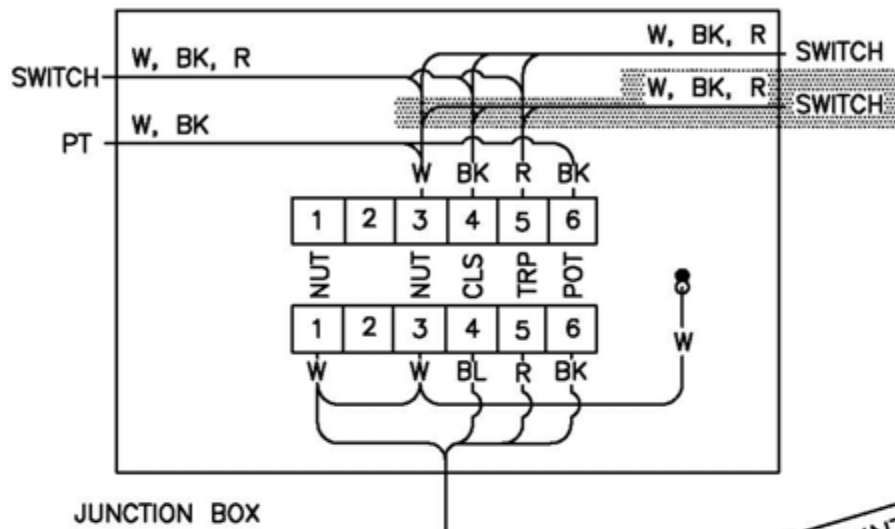 W, BK, R
SWITCH
W, BK, R
SWITCH
W, BK, R
SWITCH
W, BK
PT
W BK R BK
1 2 3 4 5 6
NUT NUT CLS TRP POT
1 2 3 4 5 6
W W BL R BK
W
JUNCTION BOX